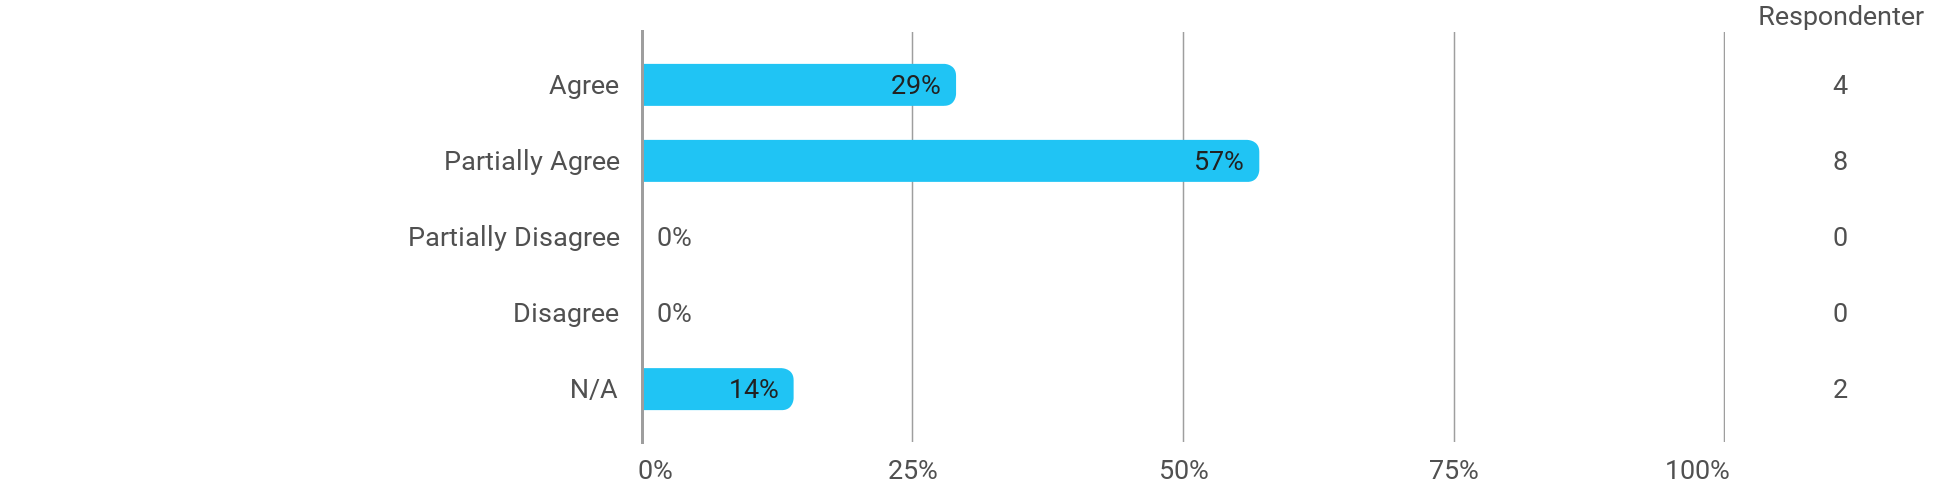 Respondenter
Agree 29% 4
Partially Agree 57% 8
Partially Disagree 0% 0
Disagree 0% 0
N/A 14% 2
0% 25% 50% 75% 100%